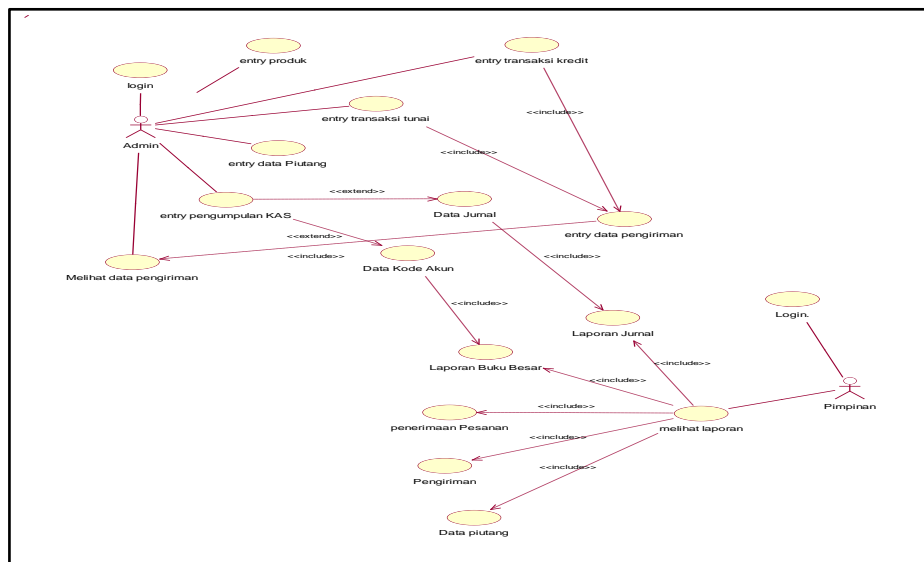 entry produk
entry transaksi kredit
login
entry transaksi tunai
<<include>>
Admin
<<include>>
entry data Piutang
<<extend>>
entry pengumpulan KAS
Data Jurnal
entry data pengiriman
<<extend>>
<<include>>
Melihat data pengiriman
Data Kode Akun
<<include>>
<<include>>
Login.
Laporan Jurnal
<<include>>
Laporan Buku Besar
<<include>>
Pimpinan
<<include>>
penerimaan Pesanan
melihat laporan
<<include>>
<<include>>
Pengiriman
Data piutang